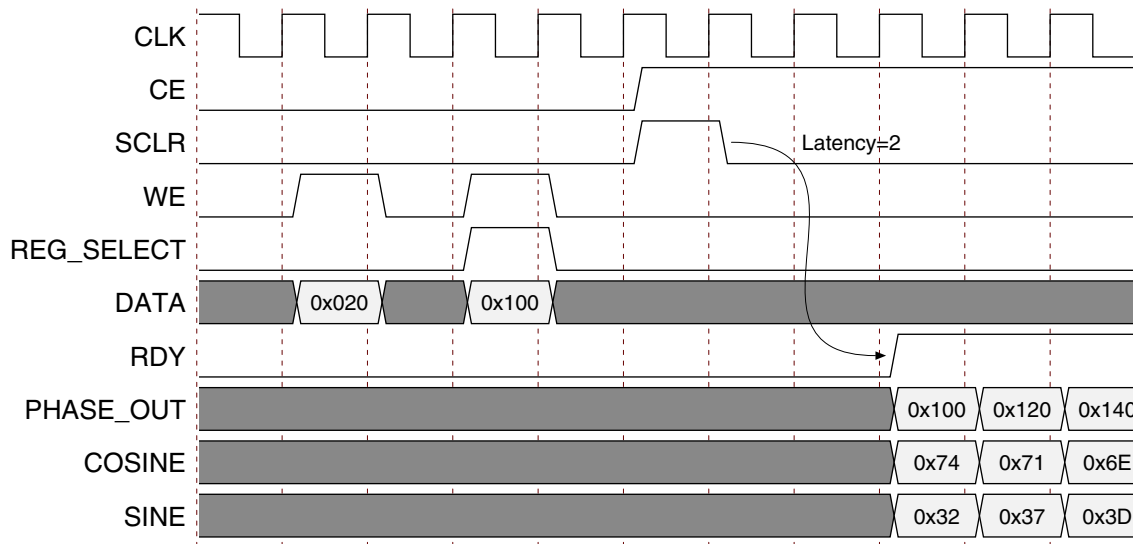 CLK
CE
SCLR
Latency=2
WE
REG_SELECT
DATA 0x020 0x100
RDY
PHASE_OUT 0x100 0x120 0x140
COSINE 0x74 0x71 0x6E
SINE 0x32 0x37 0x3D